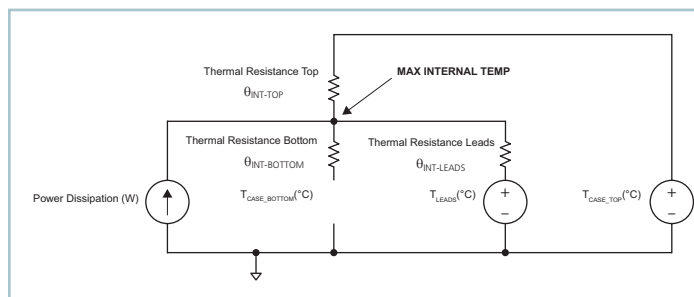 Thermal Resistance Top
θINT-TOP
MAX INTERNAL TEMP
Thermal Resistance Bottom
θINT-BOTTOM
Thermal Resistance Leads
θINT-LEADS
Power Dissipation (W)
TCASE_BOTTOM(°C)
TLEADS(°C)
+
–
TCASE_TOP(°C)
+
–